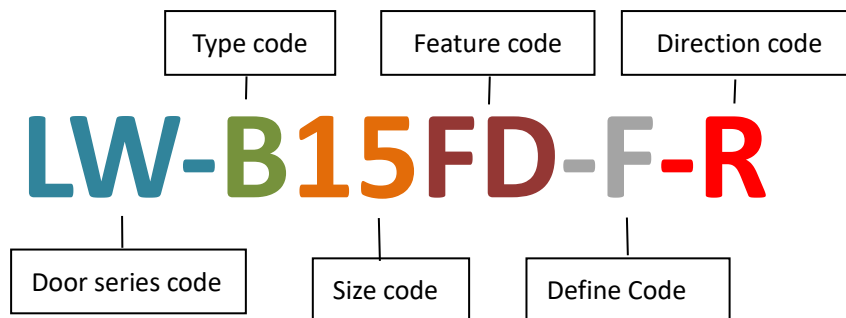 Type code Feature code Direction code
LW-B15FD-F-R
Door series code Size code Define Code